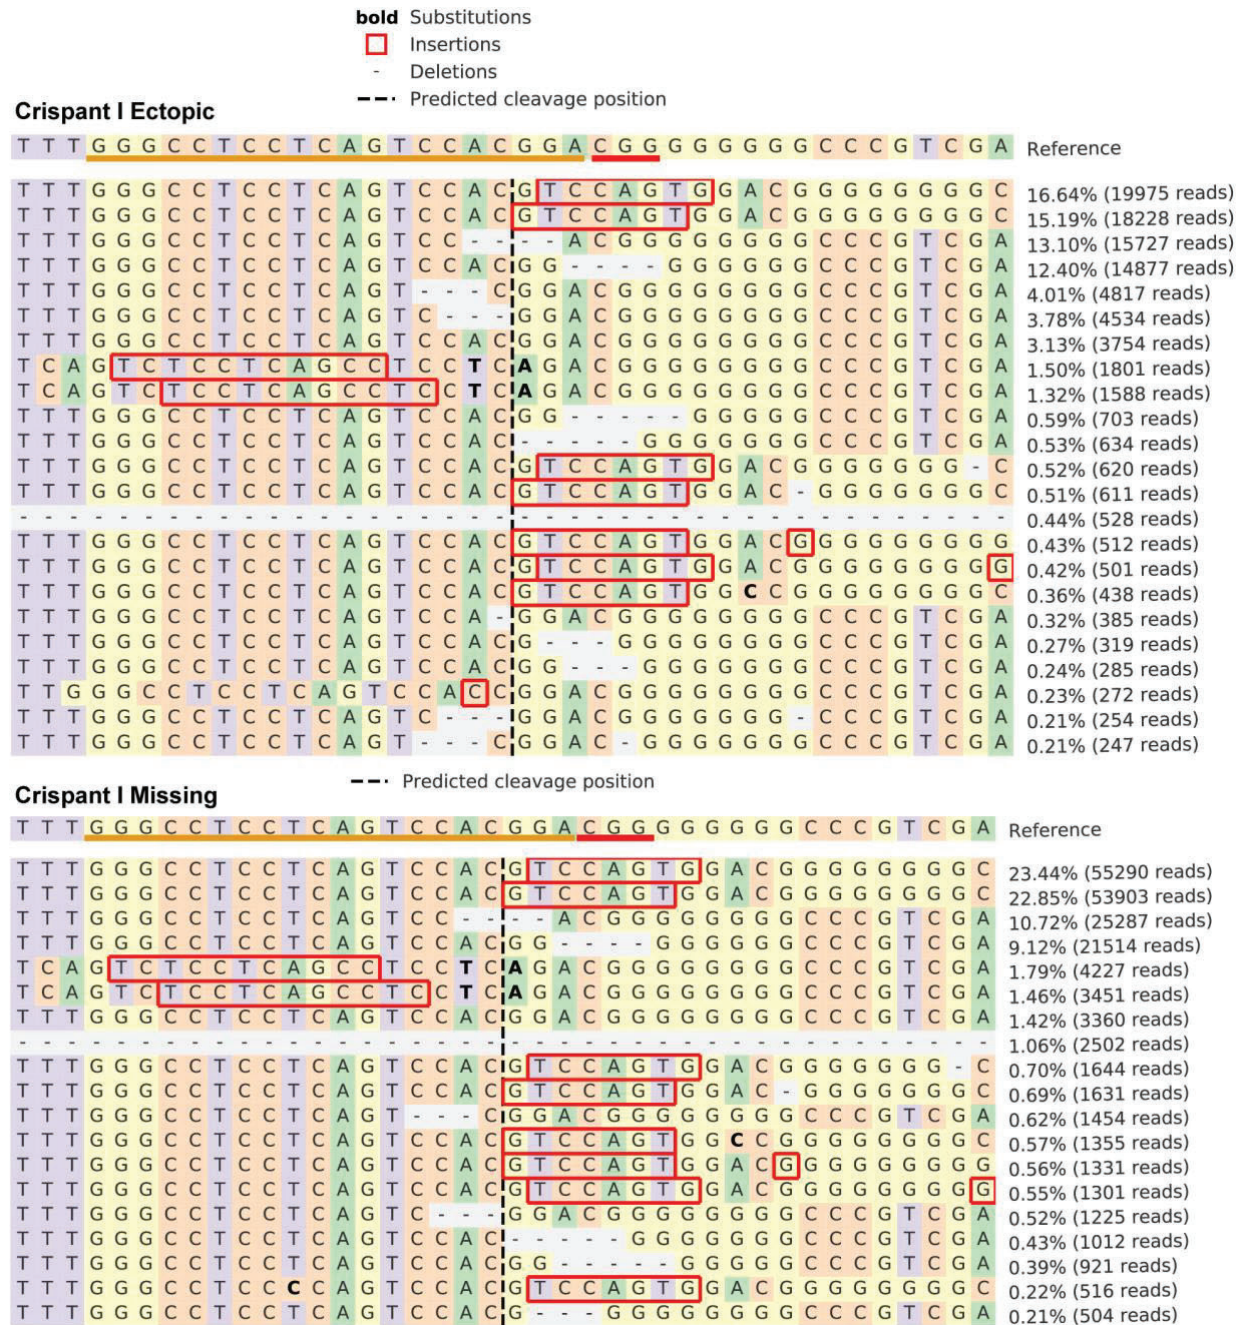 bold Substitutions
Insertions
- Deletions
Predicted cleavage position
Crispant I Ectopic
T T T G G G C C T C C T C A G T C C A C G G A C G G G G G G G G C C C G T C G A Reference
T T T G G G C C T C C T C A G T C C A C G T C C A G T G G A C G G G G G G G G C 16.64% (19975 reads)
T T T G G G C C T C C T C A G T C C A C G T C C A G T G G A C G G G G G G G G C 15.19% (18228 reads)
T T T G G G C C T C C T C A G T C C - - - - A C G G G G G G G G C C C G T C G A 13.10% (15727 reads)
T T T G G G C C T C C T C A G T C C A C G G - - - - G G G G G G C C C G T C G A 12.40% (14877 reads)
T T T G G G C C T C C T C A G T - - - C G G A C G G G G G G G G C C C G T C G A 4.01% (4817 reads)
T T T G G G C C T C C T C A G T C - - - G G A C G G G G G G G G C C C G T C G A 3.78% (4534 reads)
T T T G G G C C T C C T C A G T C C A C G G A C G G G G G G G G C C C G T C G A 3.13% (3754 reads)
T C A G T C T C C T C A G C C T C C T C A G A C G G G G G G G G C C C G T C G A 1.50% (1801 reads)
T C A G T C T C C T C A G C C T C C T C A G A C G G G G G G G G C C C G T C G A 1.32% (1588 reads)
T T T G G G C C T C C T C A G T C C A C G G - - - - - G G G G G C C C G T C G A 0.59% (703 reads)
T T T G G G C C T C C T C A G T C C A C - - - - - G G G G G G G C C C G T C G A 0.53% (634 reads)
T T T G G G C C T C C T C A G T C C A C G T C C A G T G G A C G G G G G G G - C 0.52% (620 reads)
T T T G G G C C T C C T C A G T C C A C G T C C A G T G G A C - G G G G G G G C 0.51% (611 reads)
- - - - - - - - - - - - - - - - - - - - - - - - - - - - - - - - - - - - - - - - 0.44% (528 reads)
T T T G G G C C T C C T C A G T C C A C G T C C A G T G G A C G G G G G G G G G 0.43% (512 reads)
T T T G G G C C T C C T C A G T C C A C G T C C A G T G G A C G G G G G G G G G 0.42% (501 reads)
T T T G G G C C T C C T C A G T C C A C G T C C A G T G G C C G G G G G G G G C 0.36% (438 reads)
T T T G G G C C T C C T C A G T C C A - G G A C G G G G G G G G C C C G T C G A 0.32% (385 reads)
T T T G G G C C T C C T C A G T C C A C G - - - G G G G G G G G C C C G T C G A 0.27% (319 reads)
T T T G G G C C T C C T C A G T C C A C G G - - - G G G G G G G C C C G T C G A 0.24% (285 reads)
T T G G G C C T C C T C A G T C C A C C G G A C G G G G G G G G C C C G T C G A 0.23% (272 reads)
T T T G G G C C T C C T C A G T C - - - G G A C G G G G G G G - C C C G T C G A 0.21% (254 reads)
T T T G G G C C T C C T C A G T - - - C G G A C - G G G G G G G C C C G T C G A 0.21% (247 reads)
Predicted cleavage position
Crispant I Missing
T T T G G G C C T C C T C A G T C C A C G G A C G G G G G G G G C C C G T C G A Reference
T T T G G G C C T C C T C A G T C C A C G T C C A G T G G A C G G G G G G G G C 23.44% (55290 reads)
T T T G G G C C T C C T C A G T C C A C G T C C A G T G G A C G G G G G G G G C 22.85% (53903 reads)
T T T G G G C C T C C T C A G T C C - - - - A C G G G G G G G G C C C G T C G A 10.72% (25287 reads)
T T T G G G C C T C C T C A G T C C A C G G - - - - G G G G G G C C C G T C G A 9.12% (21514 reads)
T C A G T C T C C T C A G C C T C C T C A G A C G G G G G G G G C C C G T C G A 1.79% (4227 reads)
T C A G T C T C C T C A G C C T C C T C A G A C G G G G G G G G C C C G T C G A 1.46% (3451 reads)
T T T G G G C C T C C T C A G T C C A C G G A C G G G G G G G G C C C G T C G A 1.42% (3360 reads)
- - - - - - - - - - - - - - - - - - - - - - - - - - - - - - - - - - - - - - - - 1.06% (2502 reads)
T T T G G G C C T C C T C A G T C C A C G T C C A G T G G A C G G G G G G G - C 0.70% (1644 reads)
T T T G G G C C T C C T C A G T C C A C G T C C A G T G G A C - G G G G G G G C 0.69% (1631 reads)
T T T G G G C C T C C T C A G T - - - C G G A C G G G G G G G G C C C G T C G A 0.62% (1454 reads)
T T T G G G C C T C C T C A G T C C A C G T C C A G T G G C C G G G G G G G G C 0.57% (1355 reads)
T T T G G G C C T C C T C A G T C C A C G T C C A G T G G A C G G G G G G G G G 0.56% (1331 reads)
T T T G G G C C T C C T C A G T C C A C G T C C A G T G G A C G G G G G G G G G 0.55% (1301 reads)
T T T G G G C C T C C T C A G T C - - - G G A C G G G G G G G G C C C G T C G A 0.52% (1225 reads)
T T T G G G C C T C C T C A G T C C A C - - - - - G G G G G G G C C C G T C G A 0.43% (1012 reads)
T T T G G G C C T C C T C A G T C C A C G G - - - - - G G G G G C C C G T C G A 0.39% (921 reads)
T T T G G G C C T C C C C A G T C C A C G T C C A G T G G A C G G G G G G G G C 0.22% (516 reads)
T T T G G G C C T C C T C A G T C C A C G - - - G G G G G G G G C C C G T C G A 0.21% (504 reads)